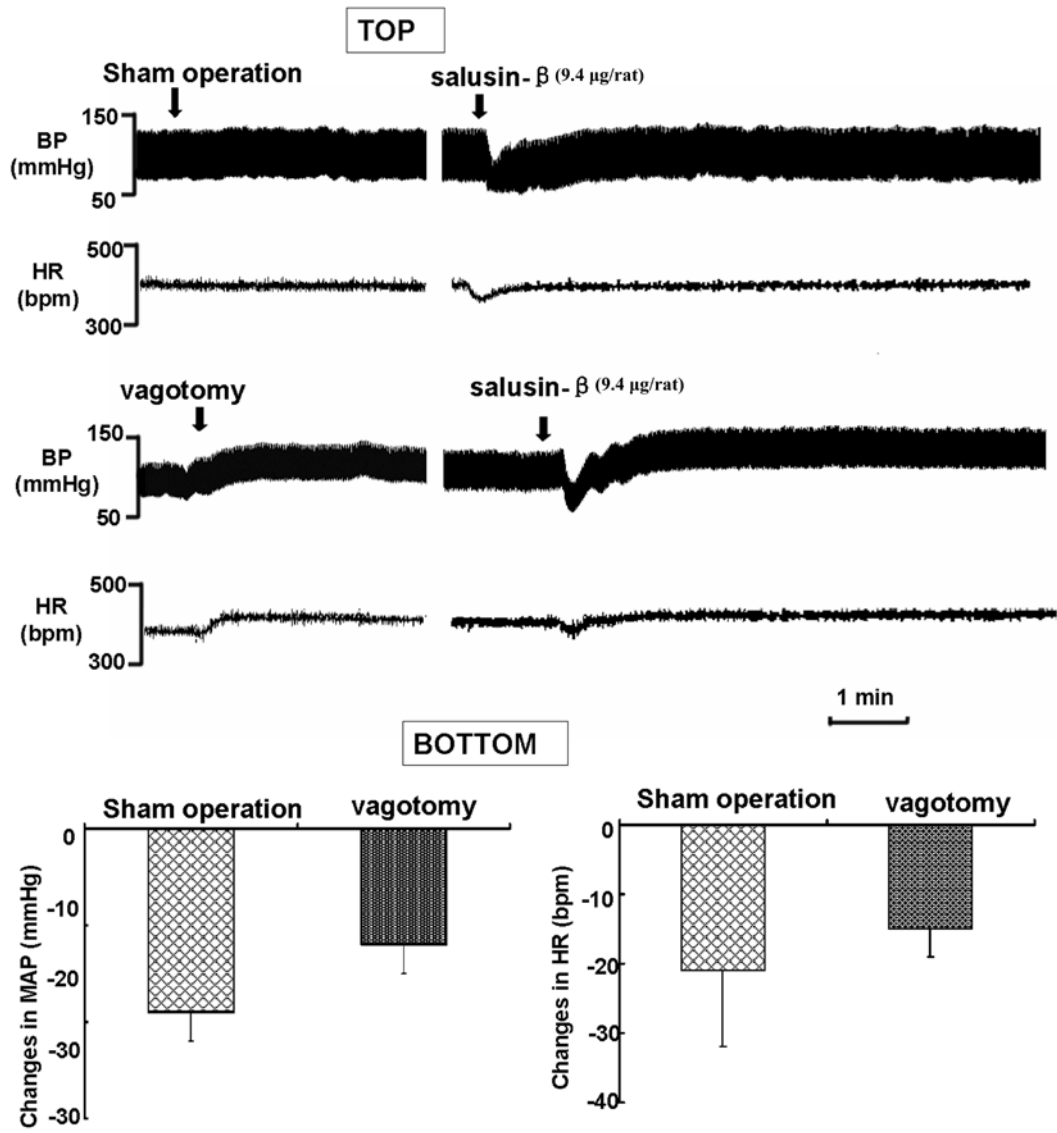 TOP
Sham operation
salusin-β (9.4 μg/rat)
150
BP
(mmHg)
50
500
HR
(bpm)
300
vagotomy
salusin-β (9.4 μg/rat)
150
BP
(mmHg)
50
500
HR
(bpm)
300
1 min
BOTTOM
Sham operation
vagotomy
0
-10
-20
-30
-30
Changes in MAP (mmHg)
Sham operation
vagotomy
0
-10
-20
-30
-40
Changes in HR (bpm)